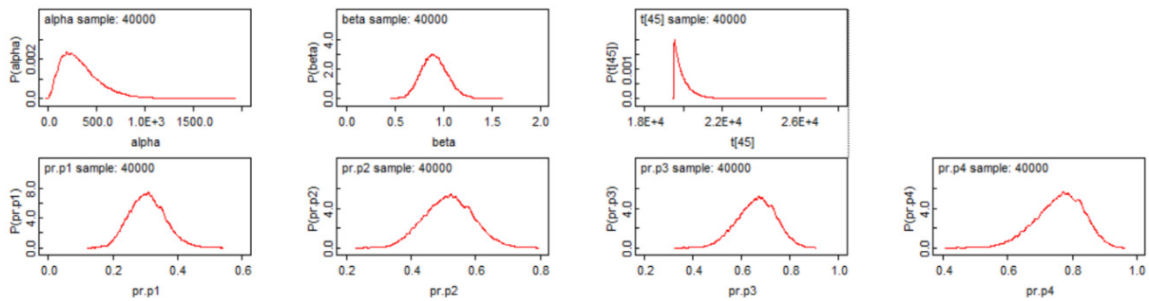 alpha sample: 40000
P(alpha)
0.0 0.002
0.0 500.0 1.0E+3 1500.0
alpha
beta sample: 40000
P(beta)
0.0 2.0 4.0
0.0 0.5 1.0 1.5 2.0
beta
t[45] sample: 40000
P(t[45])
0.0 0.001
1.8E+4 2.2E+4 2.6E+4
t[45]
pr.p1 sample: 40000
P(pr.p1)
0.0 4.0 8.0
0.0 0.2 0.4 0.6
pr.p1
pr.p2 sample: 40000
P(pr.p2)
0.0 4.0
0.2 0.4 0.6 0.8
pr.p2
pr.p3 sample: 40000
P(pr.p3)
0.0 4.0
0.2 0.4 0.6 0.8 1.0
pr.p3
pr.p4 sample: 40000
P(pr.p4)
0.0 4.0
0.4 0.6 0.8 1.0
pr.p4